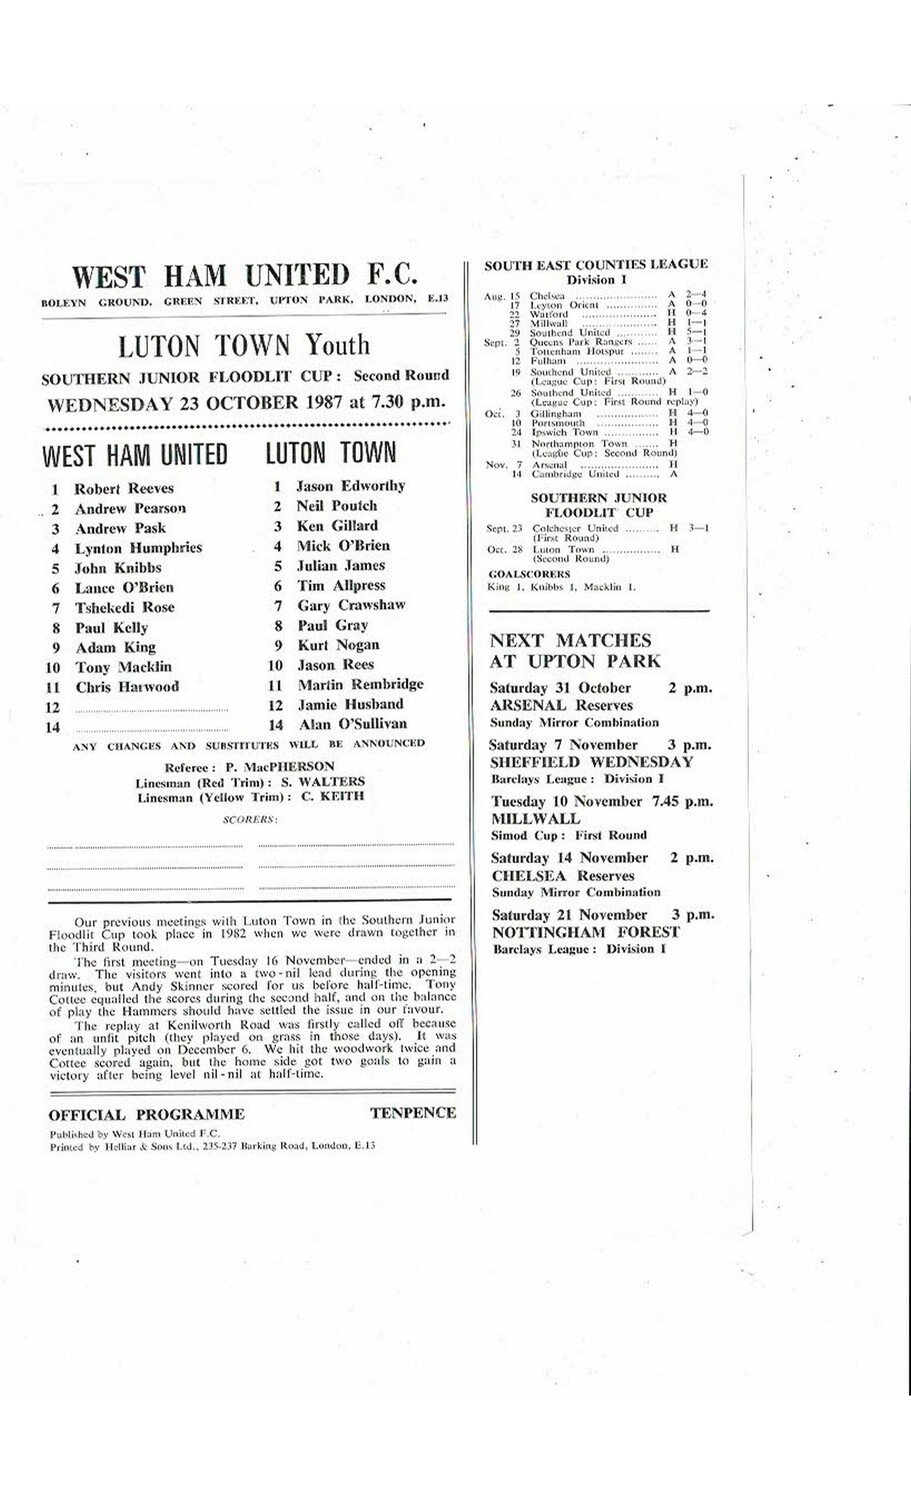 WEST HAM UNITED F.C.
BOLEYN GROUND, GREEN STREET, UPTON PARK, LONDON, E.13
LUTON TOWN Youth
SOUTHERN JUNIOR FLOODLIT CUP: Second Round
WEDNESDAY 23 OCTOBER 1987 at 7.30 p.m.
WEST HAM UNITED
1 Robert Reeves
2 Andrew Pearson
3 Andrew Pask
4 Lynton Humphries
5 John Knibbs
6 Lance O'Brien
7 Tshekedi Rose
8 Paul Kelly
9 Adam King
10 Tony Macklin
11 Chris Harwood
12
14
LUTON TOWN
1 Jason Edworthy
2 Neil Poutch
3 Ken Gillard
4 Mick O'Brien
5 Julian James
6 Tim Allpress
7 Gary Crawshaw
8 Paul Gray
9 Kurt Nogan
10 Jason Rees
11 Martin Rembridge
12 Jamie Husband
14 Alan O'Sullivan
ANY CHANGES AND SUBSTITUTES WILL BE ANNOUNCED
Referee: P. MacPHERSON
Linesman (Red Trim): S. WALTERS
Linesman (Yellow Trim): C. KEITH
SCORERS:
Our previous meetings with Luton Town in the Southern Junior
Floodlit Cup took place in 1982 when we were drawn together in
the Third Round.
The first meeting—on Tuesday 16 November—ended in a 2—2
draw. The visitors went into a two-nil lead during the opening
minutes, but Andy Skinner scored for us before half-time. Tony
Cottee equalled the scores during the second half, and on the balance
of play the Hammers should have settled the issue in our favour.
The replay at Kenilworth Road was firstly called off because
of an unfit pitch (they played on grass in those days). It was
eventually played on December 6. We hit the woodwork twice and
Cottee scored again, but the home side got two goals to gain a
victory after being level nil-nil at half-time.
OFFICIAL PROGRAMME TENPENCE
Published by West Ham United F.C.
Printed by Helliar & Sons Ltd., 235-237 Barking Road, London, E.13
SOUTH EAST COUNTIES LEAGUE
Division I
Aug. 15 Chelsea A 2—4
17 Leyton Orient A 0—0
22 Watford H 0—4
27 Millwall H 1—1
29 Southend United H 5—1
Sept. 2 Queens Park Rangers A 3—1
5 Tottenham Hotspur A 1—1
12 Fulham A 0—0
19 Southend United A 2—2
(League Cup: First Round)
26 Southend United H 1—0
(League Cup: First Round replay)
Oct. 3 Gillingham H 4—0
10 Portsmouth H 4—0
24 Ipswich Town H 4—0
31 Northampton Town H
(League Cup: Second Round)
Nov. 7 Arsenal H
14 Cambridge United A
SOUTHERN JUNIOR
FLOODLIT CUP
Sept. 23 Colchester United H 3—1
(First Round)
Oct. 28 Luton Town H
(Second Round)
GOALSCORERS
King 1, Knibbs 1, Macklin 1.
NEXT MATCHES
AT UPTON PARK
Saturday 31 October 2 p.m.
ARSENAL Reserves
Sunday Mirror Combination
Saturday 7 November 3 p.m.
SHEFFIELD WEDNESDAY
Barclays League: Division I
Tuesday 10 November 7.45 p.m.
MILLWALL
Simod Cup: First Round
Saturday 14 November 2 p.m.
CHELSEA Reserves
Sunday Mirror Combination
Saturday 21 November 3 p.m.
NOTTINGHAM FOREST
Barclays League: Division I